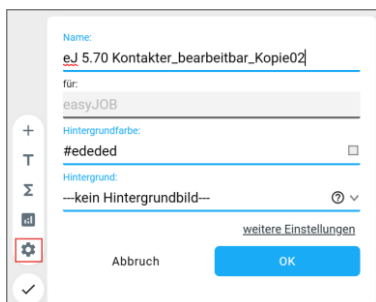 Name:
eJ 5.70 Kontakter_bearbeitbar_Kopie02
für:
easyJOB
Hintergrundfarbe:
#ededed
Hintergrund:
---kein Hintergrundbild---
weitere Einstellungen
Abbruch OK